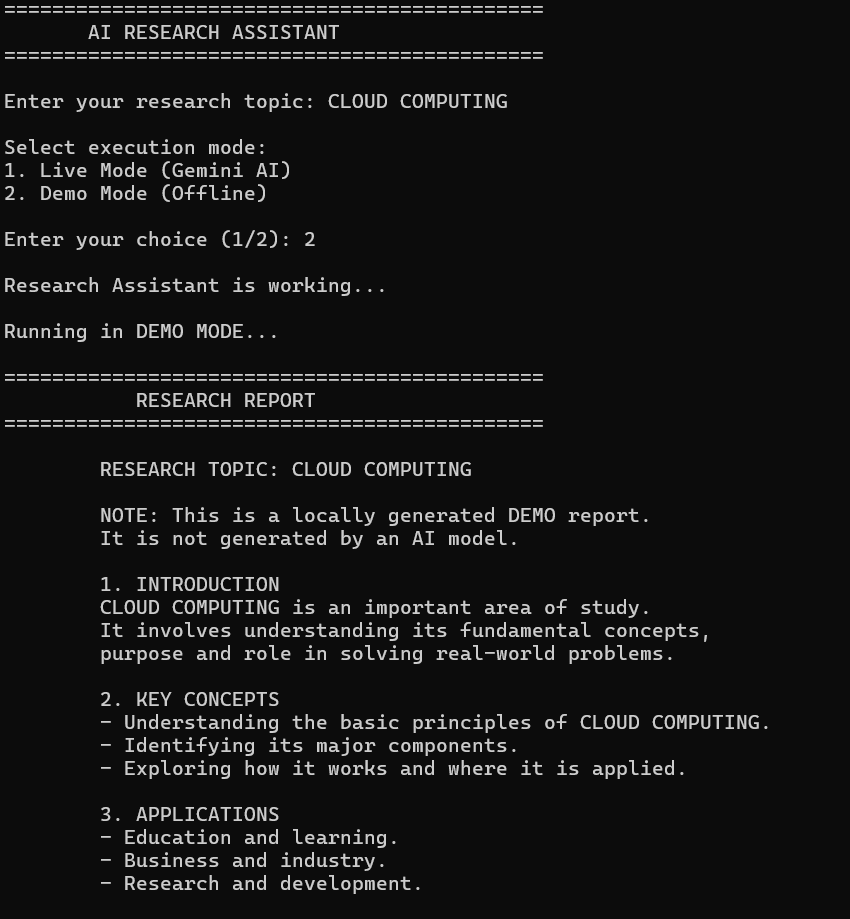 =============================================
AI RESEARCH ASSISTANT
=============================================
Enter your research topic: CLOUD COMPUTING
Select execution mode:
1. Live Mode (Gemini AI)
2. Demo Mode (Offline)
Enter your choice (1/2): 2
Research Assistant is working...
Running in DEMO MODE...
=============================================
RESEARCH REPORT
=============================================
RESEARCH TOPIC: CLOUD COMPUTING
NOTE: This is a locally generated DEMO report.
It is not generated by an AI model.
1. INTRODUCTION
CLOUD COMPUTING is an important area of study.
It involves understanding its fundamental concepts,
purpose and role in solving real-world problems.
2. KEY CONCEPTS
- Understanding the basic principles of CLOUD COMPUTING.
- Identifying its major components.
- Exploring how it works and where it is applied.
3. APPLICATIONS
- Education and learning.
- Business and industry.
- Research and development.